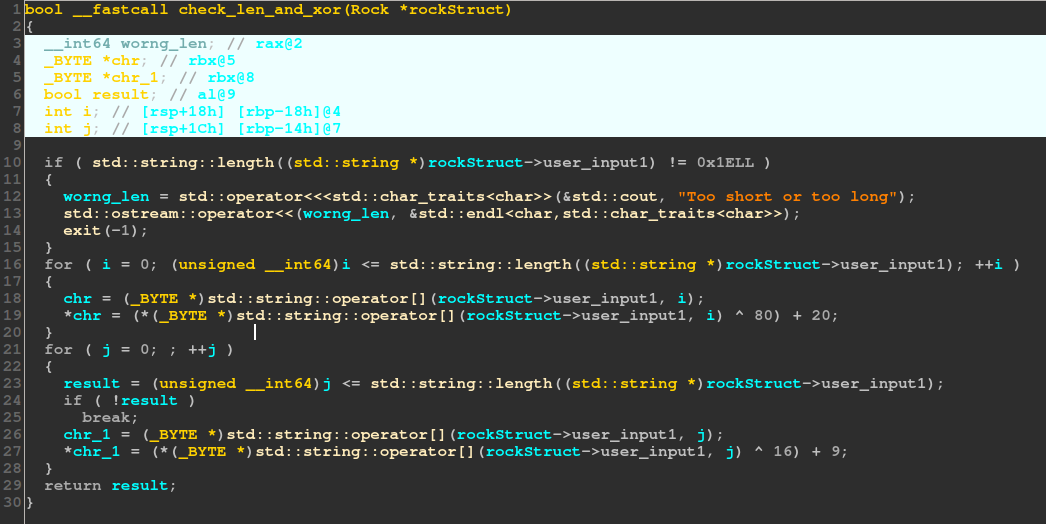 1 bool __fastcall check_len_and_xor(Rock *rockStruct)
2 {
3   __int64 worng_len; // rax@2
4   _BYTE *chr; // rbx@5
5   _BYTE *chr_1; // rbx@8
6   bool result; // al@9
7   int i; // [rsp+18h] [rbp-18h]@4
8   int j; // [rsp+1Ch] [rbp-14h]@7
9
10   if ( std::string::length((std::string *)rockStruct->user_input1) != 0x1ELL )
11   {
12     worng_len = std::operator<<<std::char_traits<char>>(&std::cout, "Too short or too long");
13     std::ostream::operator<<(worng_len, &std::endl<char,std::char_traits<char>>);
14     exit(-1);
15   }
16   for ( i = 0; (unsigned __int64)i <= std::string::length((std::string *)rockStruct->user_input1); ++i )
17   {
18     chr = (_BYTE *)std::string::operator[](rockStruct->user_input1, i);
19     *chr = (*(_BYTE *)std::string::operator[](rockStruct->user_input1, i) ^ 80) + 20;
20   }
21   for ( j = 0; ; ++j )
22   {
23     result = (unsigned __int64)j <= std::string::length((std::string *)rockStruct->user_input1);
24     if ( !result )
25       break;
26     chr_1 = (_BYTE *)std::string::operator[](rockStruct->user_input1, j);
27     *chr_1 = (*(_BYTE *)std::string::operator[](rockStruct->user_input1, j) ^ 16) + 9;
28   }
29   return result;
30 }